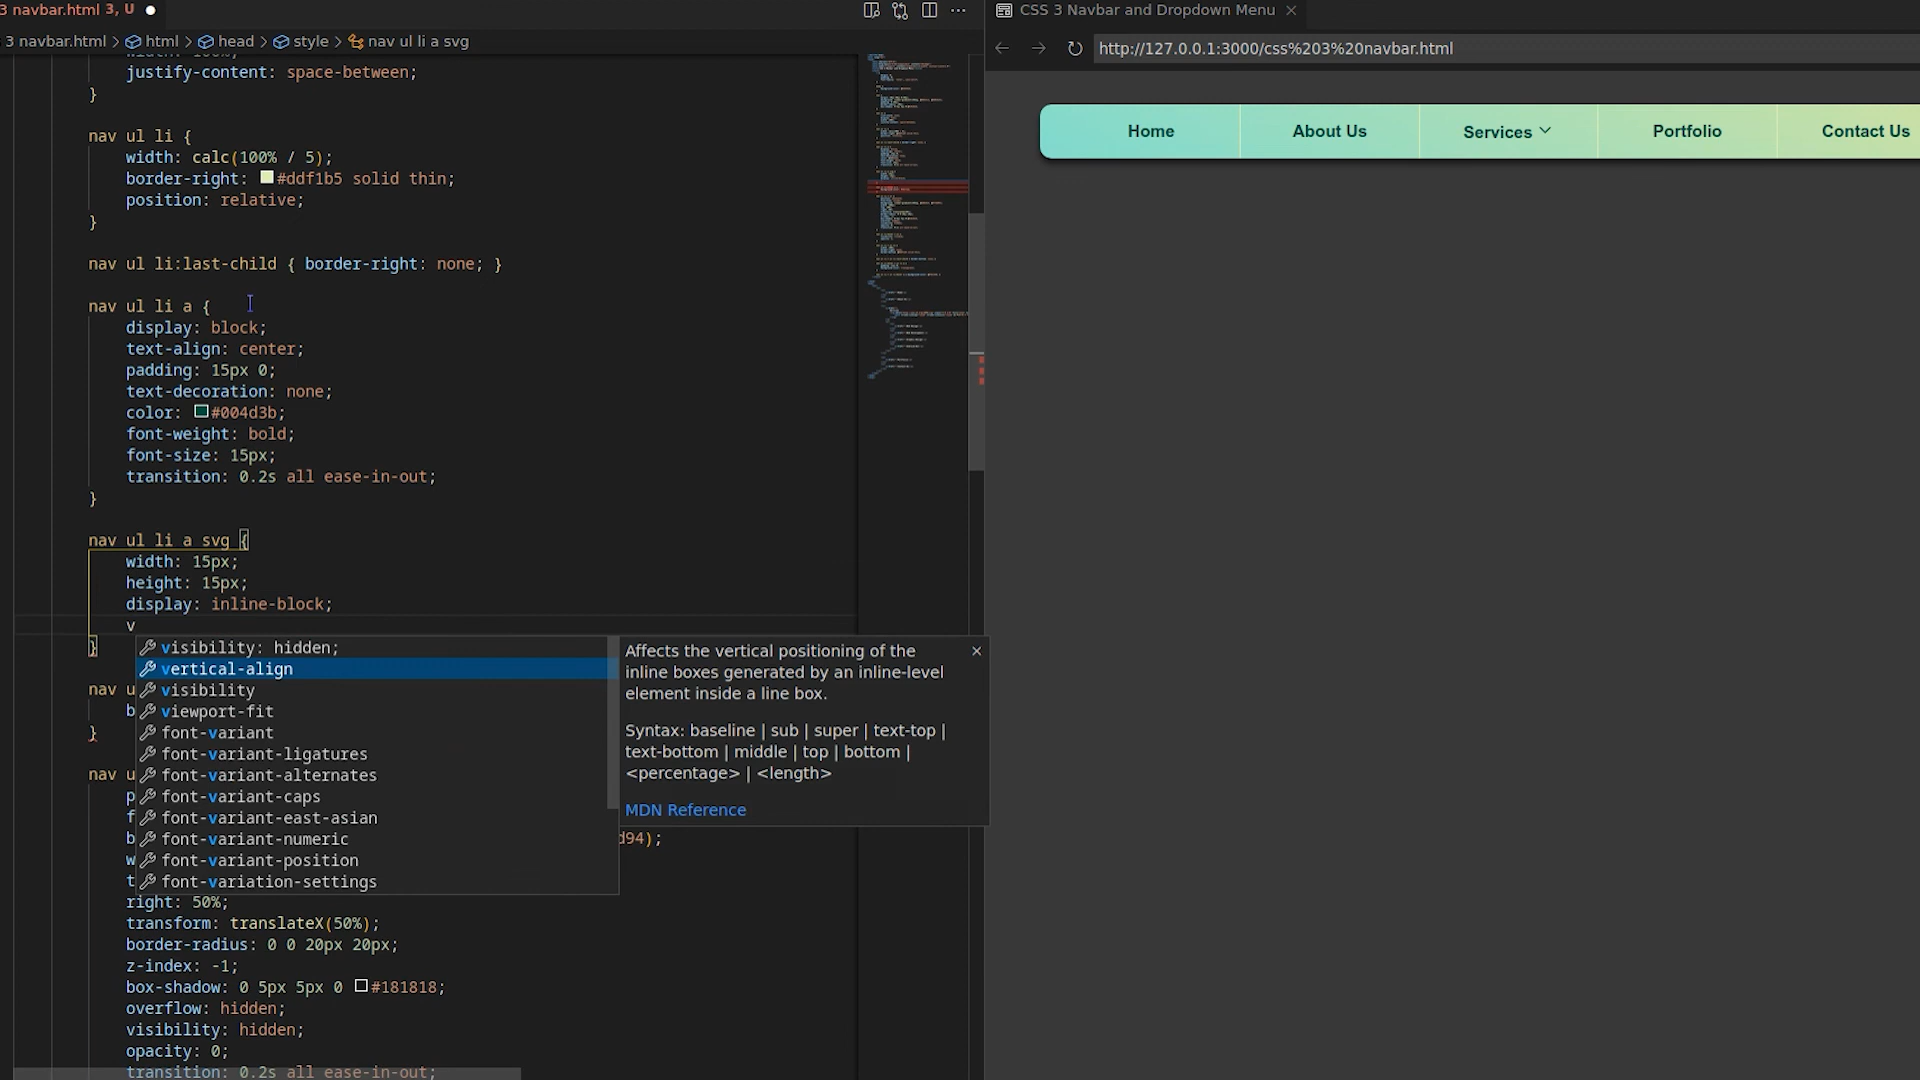 3 navbar.html 3, U ●
3 navbar.html > html > head > style > nav ul li a svg
justify-content: space-between;
}
nav ul li {
width: calc(100% / 5);
border-right: #ddf1b5 solid thin;
position: relative;
}
nav ul li:last-child { border-right: none; }
nav ul li a {
display: block;
text-align: center;
padding: 15px 0;
text-decoration: none;
color: #004d3b;
font-weight: bold;
font-size: 15px;
transition: 0.2s all ease-in-out;
}
nav ul li a svg {
width: 15px;
height: 15px;
display: inline-block;
v
}
nav u
b
}
nav u
p
f
b
d94);
w
t
right: 50%;
transform: translateX(50%);
border-radius: 0 0 20px 20px;
z-index: -1;
box-shadow: 0 5px 5px 0 #181818;
overflow: hidden;
visibility: hidden;
opacity: 0;
transition: 0.2s all ease-in-out;
visibility: hidden;
vertical-align
visibility
viewport-fit
font-variant
font-variant-ligatures
font-variant-alternates
font-variant-caps
font-variant-east-asian
font-variant-numeric
font-variant-position
font-variation-settings
Affects the vertical positioning of the
inline boxes generated by an inline-level
element inside a line box.
Syntax: baseline | sub | super | text-top |
text-bottom | middle | top | bottom |
<percentage> | <length>
MDN Reference
CSS 3 Navbar and Dropdown Menu
http://127.0.0.1:3000/css%203%20navbar.html
Home
About Us
Services
Portfolio
Contact Us